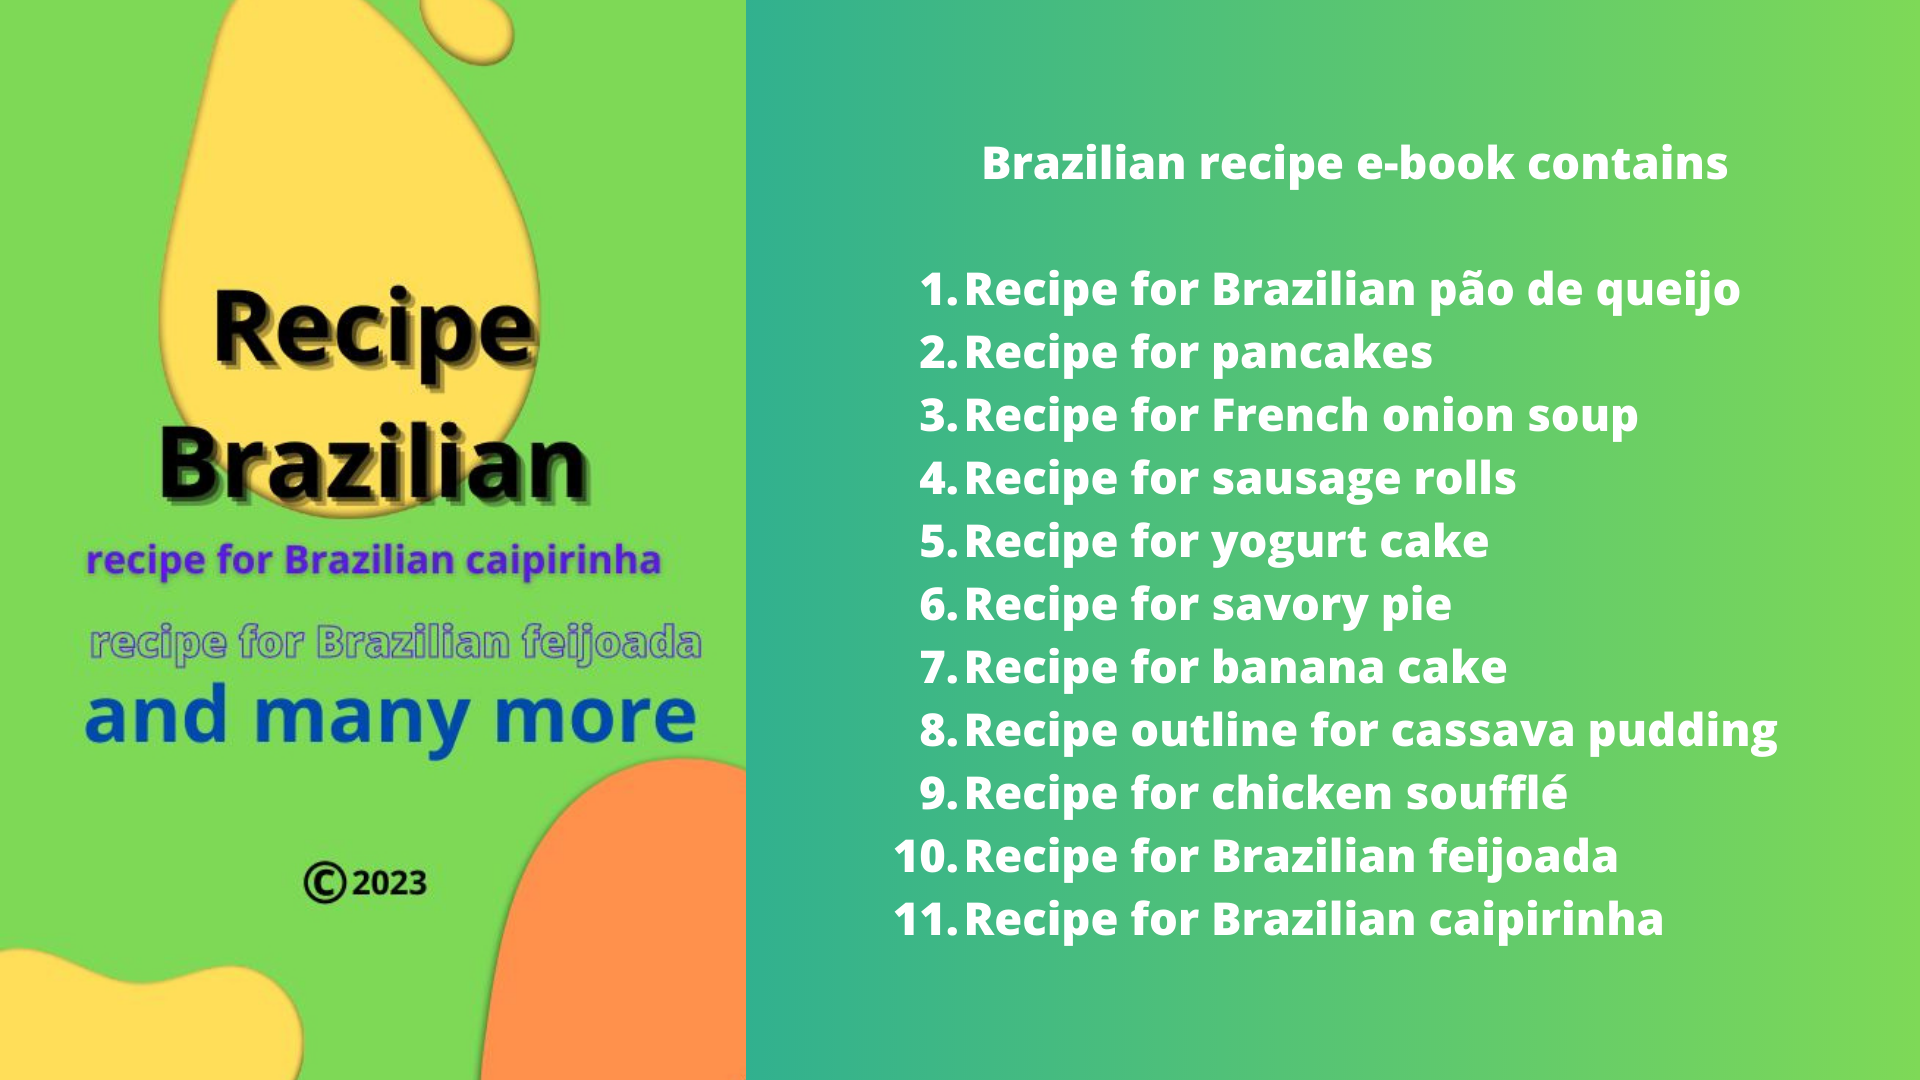 Recipe
Brazilian
recipe for Brazilian caipirinha
recipe for Brazilian feijoada
and many more
©2023
Brazilian recipe e-book contains
1. Recipe for Brazilian pão de queijo
2. Recipe for pancakes
3. Recipe for French onion soup
4. Recipe for sausage rolls
5. Recipe for yogurt cake
6. Recipe for savory pie
7. Recipe for banana cake
8. Recipe outline for cassava pudding
9. Recipe for chicken soufflé
10. Recipe for Brazilian feijoada
11. Recipe for Brazilian caipirinha